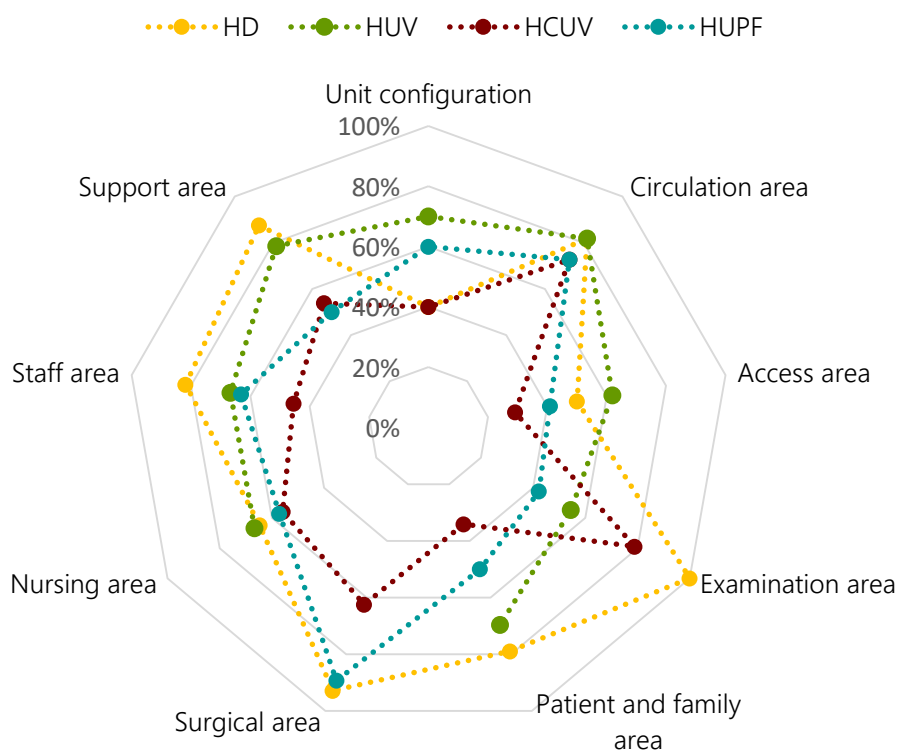 HD HUV HCUV HUPF
Unit configuration
100%
Support area
Circulation area
80%
60%
40%
20%
0%
Staff area
Access area
Nursing area
Examination area
Surgical area
Patient and family
area